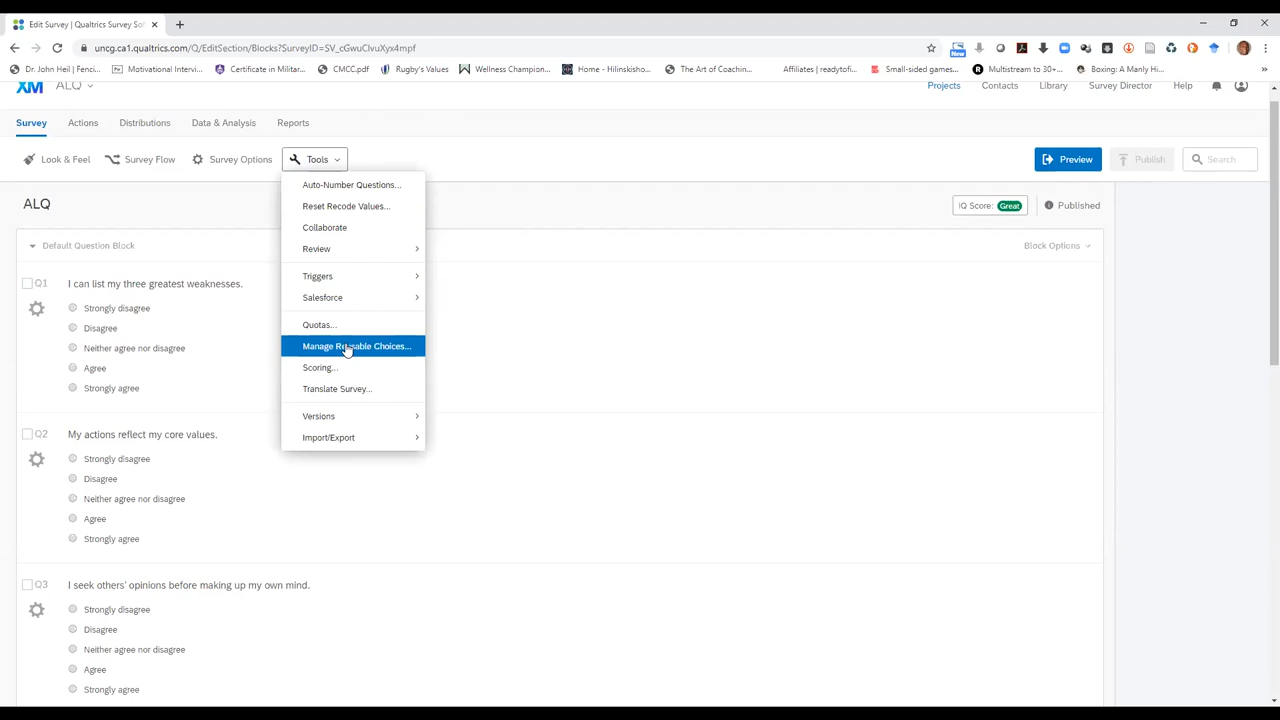 Edit Survey | Qualtrics Survey Sof
uncg.ca1.qualtrics.com/Q/EditSection/Blocks?SurveyID=SV_cGwuClvuXyx4mpf
New
Dr. John Heil | Fenci... Motivational Intervi... Certificate in Militar... CMCC.pdf Rugby's Values Wellness Champion... Home - Hilinskisho... The Art of Coachin... Affiliates | readytofi... Small-sided games... Multistream to 30+... Boxing: A Manly Hi... »
XM ALQ Projects Contacts Library Survey Director Help
Survey Actions Distributions Data & Analysis Reports
Look & Feel Survey Flow Survey Options Tools Preview Publish Search
Auto-Number Questions...
Reset Recode Values...
Collaborate
Review
Triggers
Salesforce
Quotas...
Manage Reusable Choices...
Scoring...
Translate Survey...
Versions
Import/Export
ALQ IQ Score: Great Published
Default Question Block Block Options
Q1 I can list my three greatest weaknesses.
Strongly disagree
Disagree
Neither agree nor disagree
Agree
Strongly agree
Q2 My actions reflect my core values.
Strongly disagree
Disagree
Neither agree nor disagree
Agree
Strongly agree
Q3 I seek others' opinions before making up my own mind.
Strongly disagree
Disagree
Neither agree nor disagree
Agree
Strongly agree